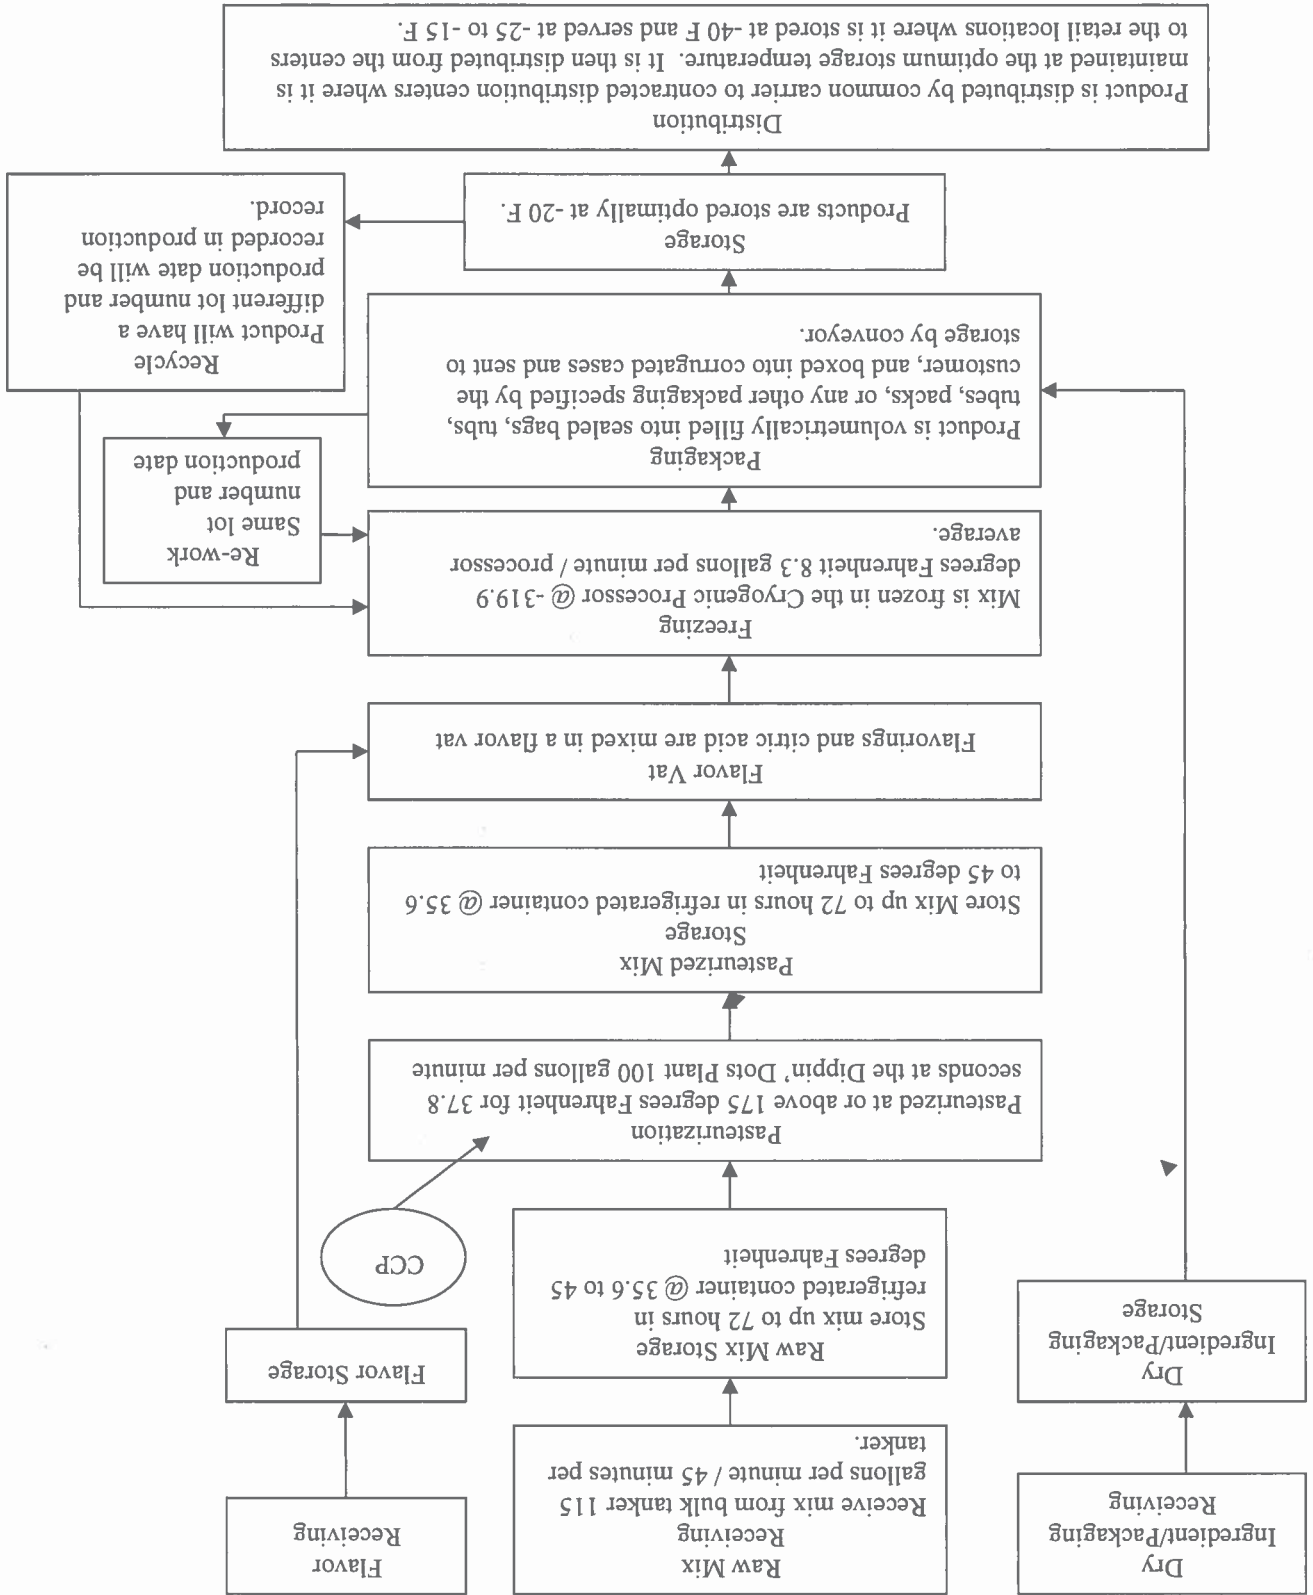 Dry
Ingredient/Packaging
Receiving
Raw Mix
Receiving
Receive mix from bulk tanker 115
gallons per minute / 45 minutes per
tanker.
Flavor
Receiving
Dry
Ingredient/Packaging
Storage
Raw Mix Storage
Store mix up to 72 hours in
refrigerated container @ 35.6 to 45
degrees Fahrenheit
Flavor Storage
CCP
Pasteurization
Pasteurized at or above 175 degrees Fahrenheit for 37.8
seconds at the Dippin' Dots Plant 100 gallons per minute
Pasteurized Mix
Storage
Store Mix up to 72 hours in refrigerated container @ 35.6
to 45 degrees Fahrenheit
Flavor Vat
Flavorings and citric acid are mixed in a flavor vat
Freezing
Mix is frozen in the Cryogenic Processor @ -319.9
degrees Fahrenheit 8.3 gallons per minute / processor
average.
Re-work
Same lot
number and
production date
Packaging
Product is volumetrically filled into sealed bags, tubs,
tubes, packs, or any other packaging specified by the
customer, and boxed into corrugated cases and sent to
storage by conveyor.
Recycle
Product will have a
different lot number and
production date will be
recorded in production
record.
Storage
Products are stored optimally at -20 F.
Distribution
Product is distributed by common carrier to contracted distribution centers where it is
maintained at the optimum storage temperature.  It is then distributed from the centers
to the retail locations where it is stored at -40 F and served at -25 to -15 F.